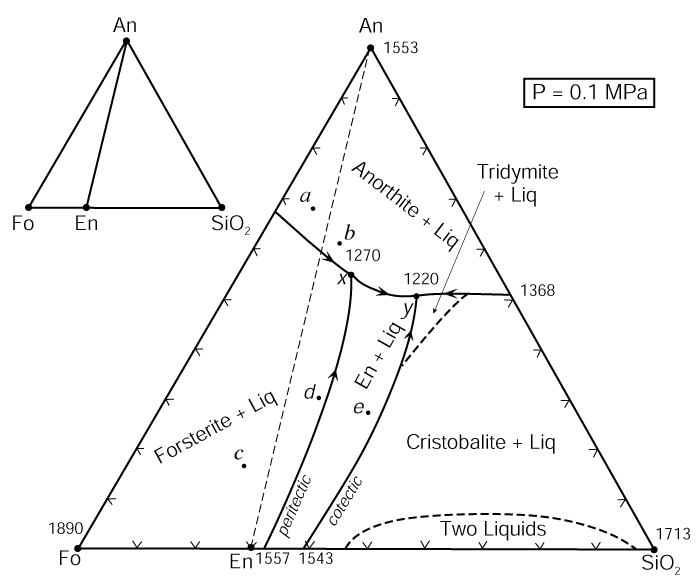 An
Fo
En
SiO₂
An
1553
P = 0.1 MPa
Tridymite
+ Liq
Anorthite + Liq
a
b
1270
x
1220
y
1368
En + Liq
d
e
Forsterite + Liq
c
Cristobalite + Liq
peritectic
cotectic
Two Liquids
1890
Fo
En
1557
1543
1713
SiO₂